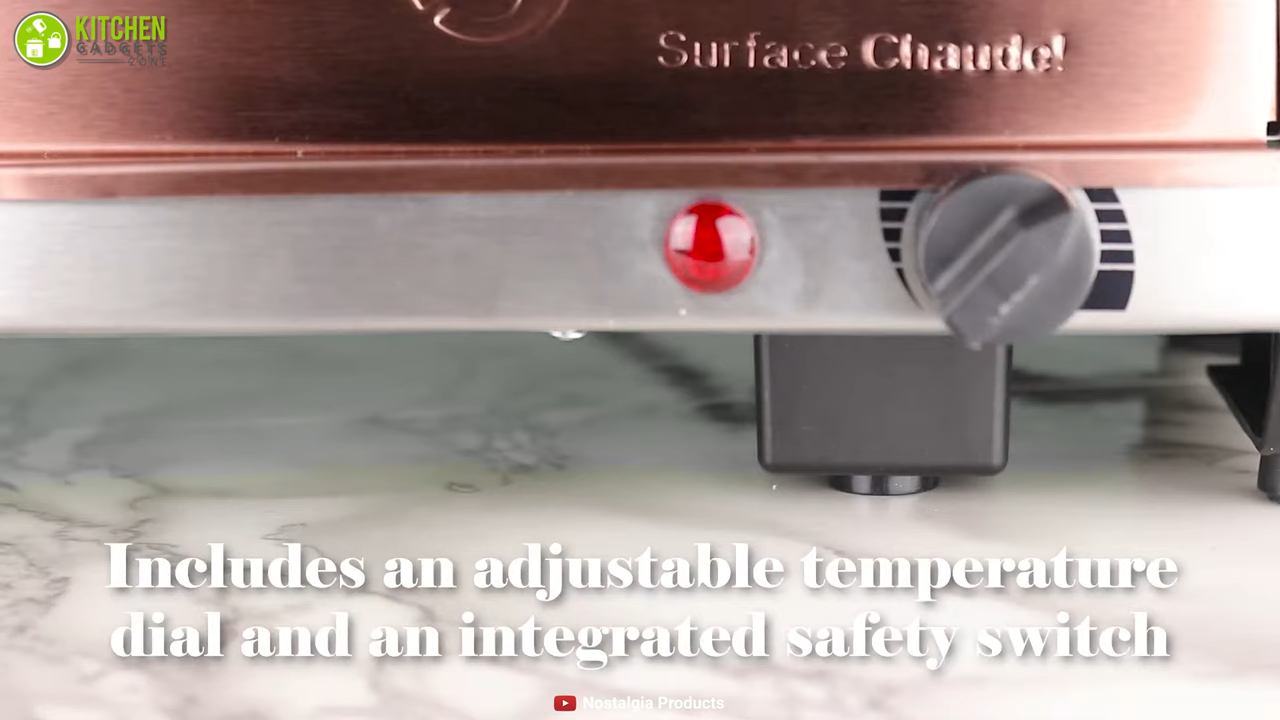 KITCHEN
GADGETS
ZONE
Surface Chaude!
Includes an adjustable temperature
dial and an integrated safety switch
Nostalgia Products